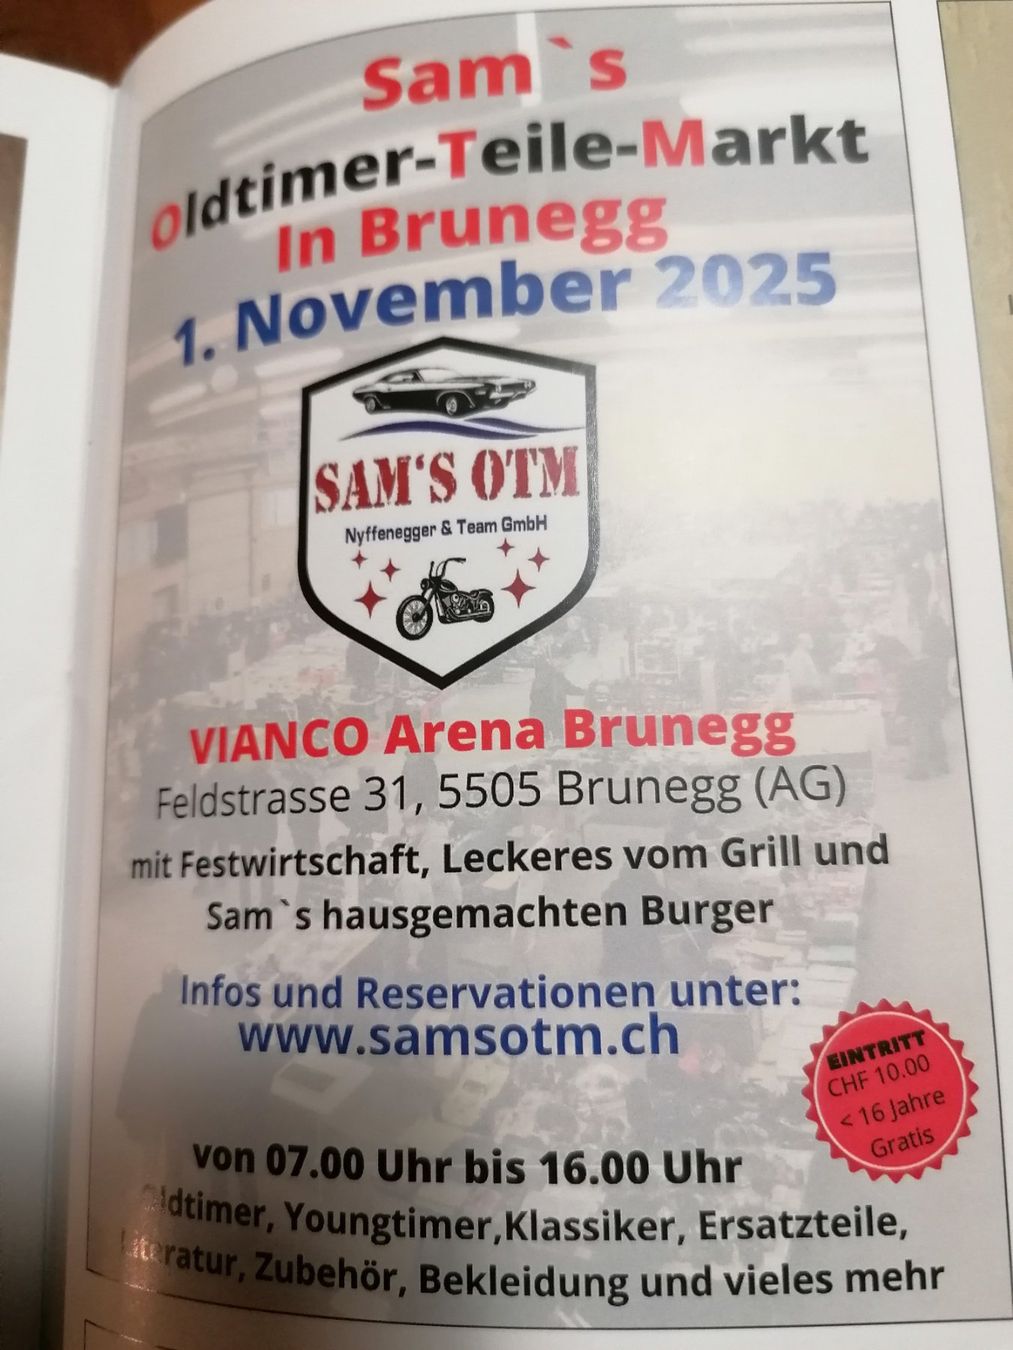 Sam`s
Oldtimer-Teile-Markt
In Brunegg
1. November 2025
SAM'S OTM
Nyffenegger & Team GmbH
VIANCO Arena Brunegg
Feldstrasse 31, 5505 Brunegg (AG)
mit Festwirtschaft, Leckeres vom Grill und
Sam`s hausgemachten Burger
Infos und Reservationen unter:
www.samsotm.ch
EINTRITT
CHF 10.00
< 16 Jahre
Gratis
von 07.00 Uhr bis 16.00 Uhr
Oldtimer, Youngtimer,Klassiker, Ersatzteile,
Literatur, Zubehör, Bekleidung und vieles mehr